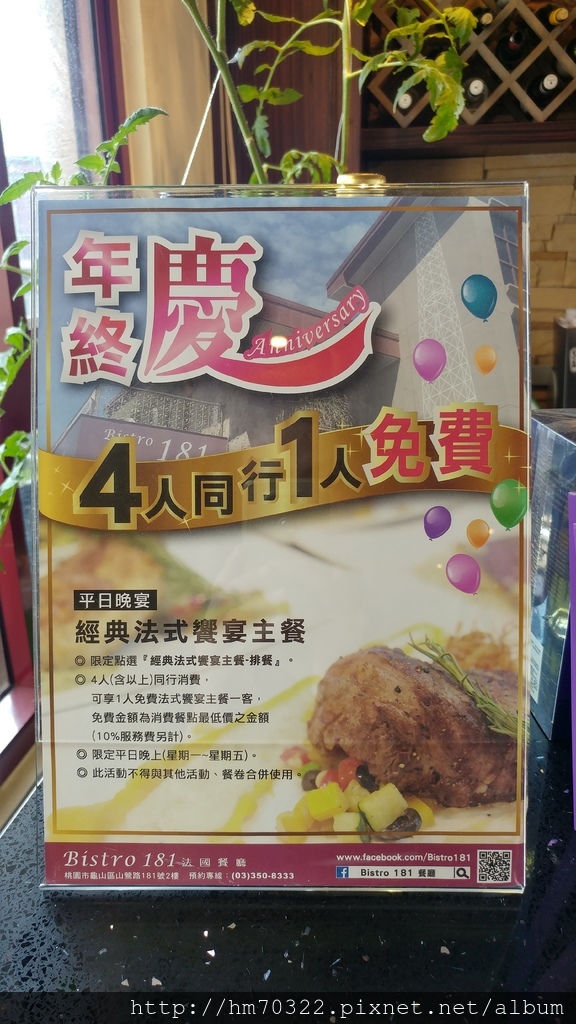 年終慶
Anniversary
Bistro 181
4人同行1人免費
平日晚宴
經典法式饗宴主餐
◎ 限定點選『經典法式饗宴主餐-排餐』。
◎ 4人(含以上)同行消費，
可享1人免費法式饗宴主餐一客，
免費金額為消費餐點最低價之金額
(10%服務費另計)。
◎ 限定平日晚上(星期一~星期五)。
◎ 此活動不得與其他活動、餐卷合併使用。
Bistro 181 法國餐廳
桃園市龜山區山鶯路181號2樓 預約專線：(03)350-8333
www.facebook.com/Bistro181
f Bistro 181 餐廳
http://hm70322.pixnet.net/album